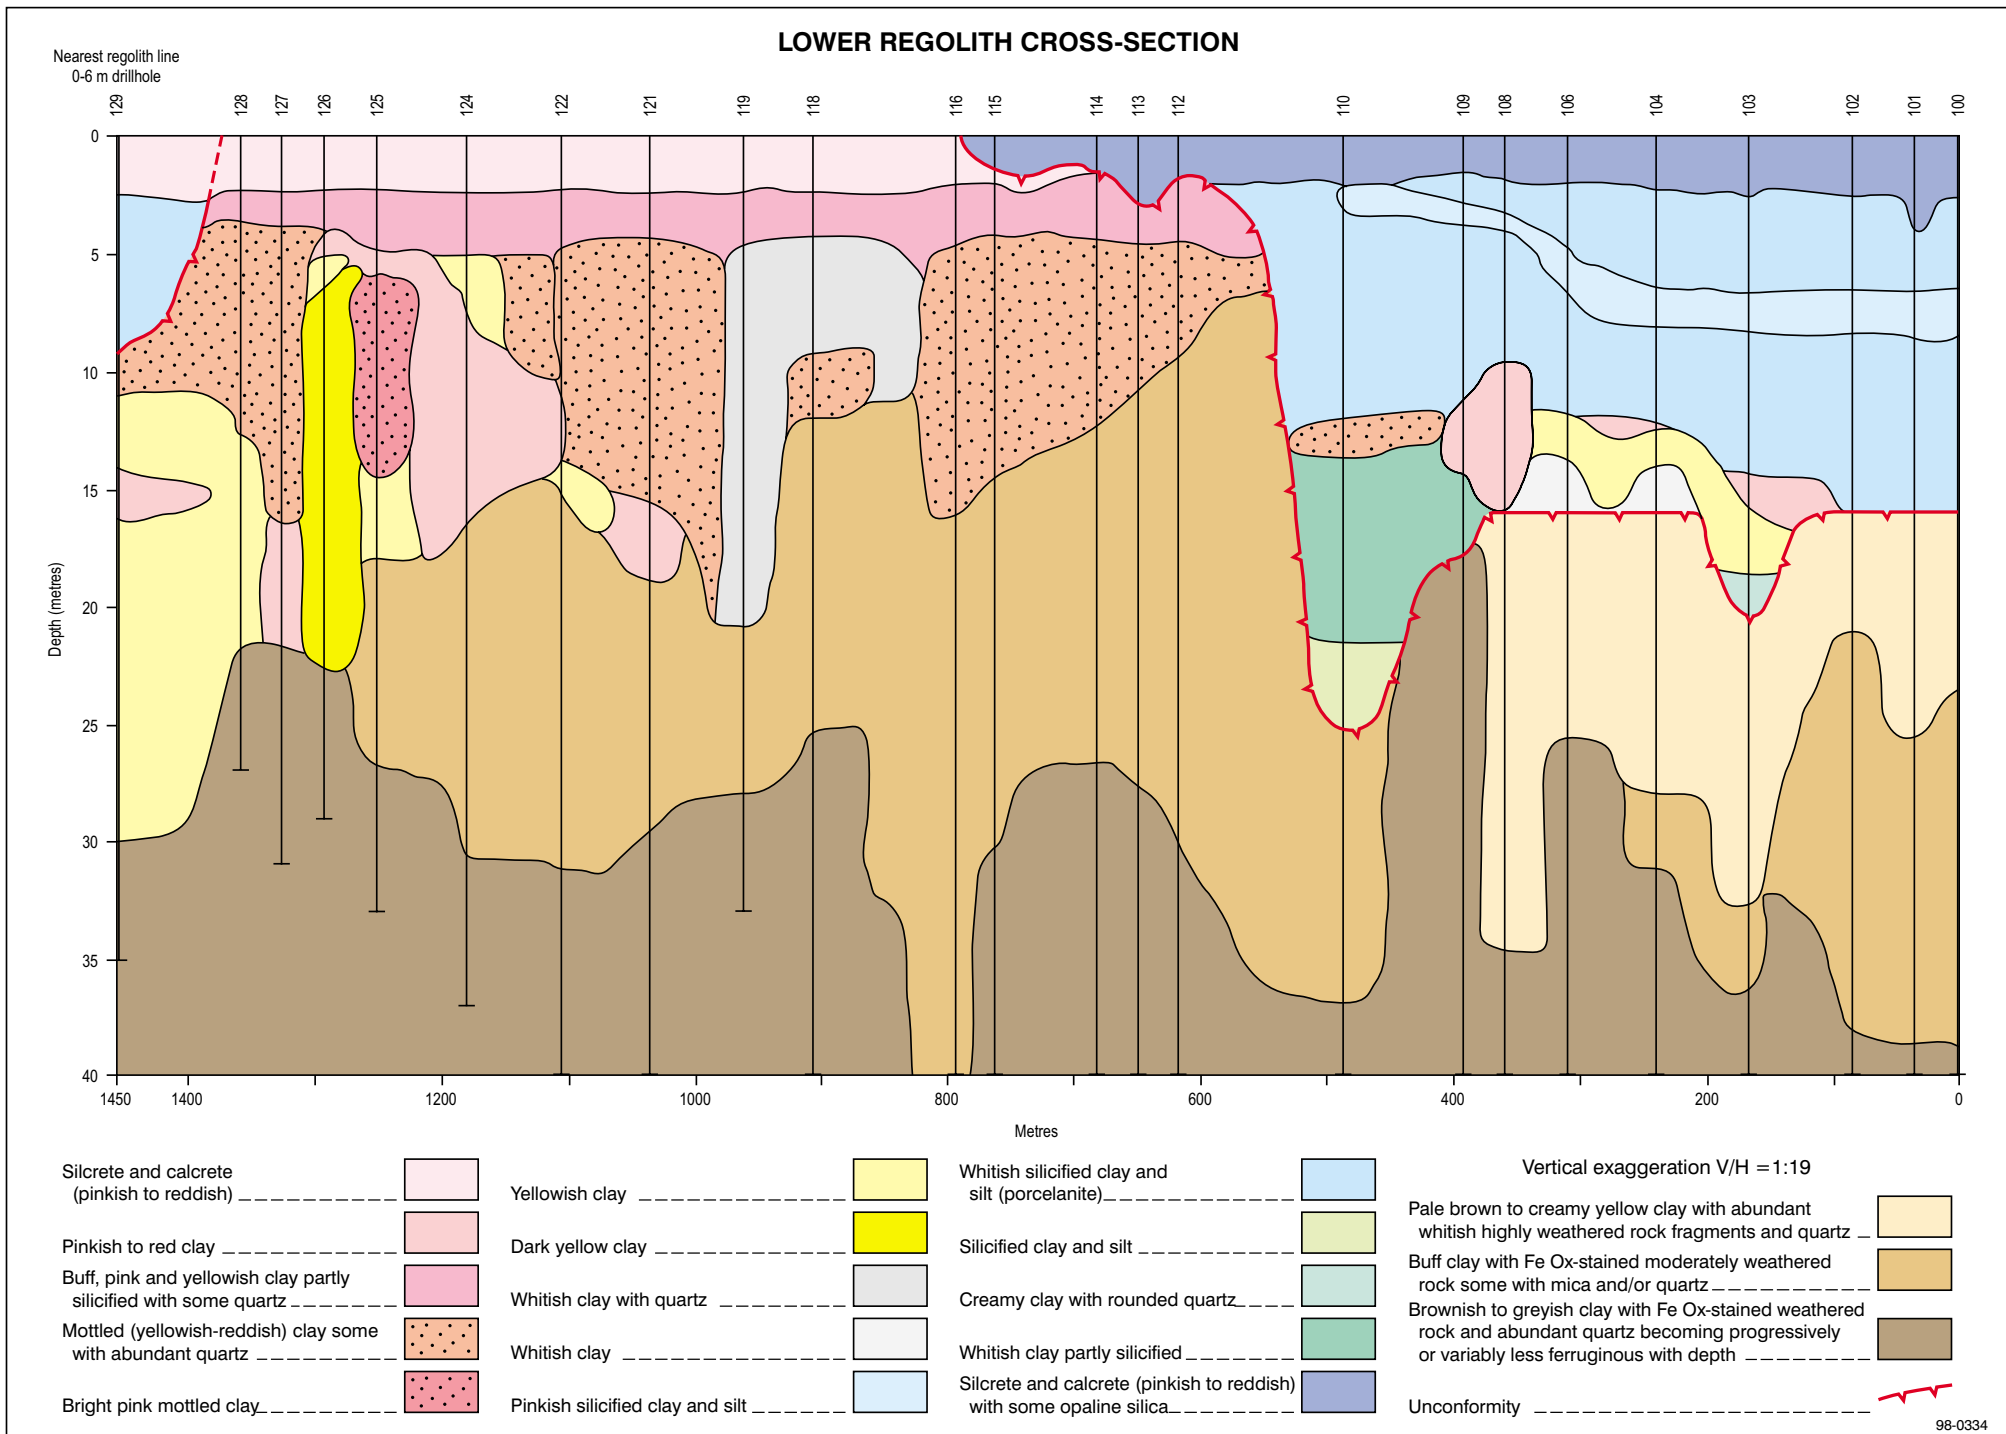 LOWER REGOLITH CROSS-SECTION
Nearest regolith line
0-6 m drillhole
129 128 127 126 125 124 122 121 119 118 116 115 114 113 112 110 109 108 106 104 103 102 101 100
0
5
10
15
20
25
30
35
40
Depth (metres)
1450 1400 1200 1000 800 600 400 200 0
Metres
Silcrete and calcrete
(pinkish to reddish)
Pinkish to red clay
Buff, pink and yellowish clay partly
silicified with some quartz
Mottled (yellowish-reddish) clay some
with abundant quartz
Bright pink mottled clay
Yellowish clay
Dark yellow clay
Whitish clay with quartz
Whitish clay
Pinkish silicified clay and silt
Whitish silicified clay and
silt (porcelanite)
Silicified clay and silt
Creamy clay with rounded quartz
Whitish clay partly silicified
Silcrete and calcrete (pinkish to reddish)
with some opaline silica
Vertical exaggeration V/H =1:19
Pale brown to creamy yellow clay with abundant
whitish highly weathered rock fragments and quartz
Buff clay with Fe Ox-stained moderately weathered
rock some with mica and/or quartz
Brownish to greyish clay with Fe Ox-stained weathered
rock and abundant quartz becoming progressively
or variably less ferruginous with depth
Unconformity
98-0334